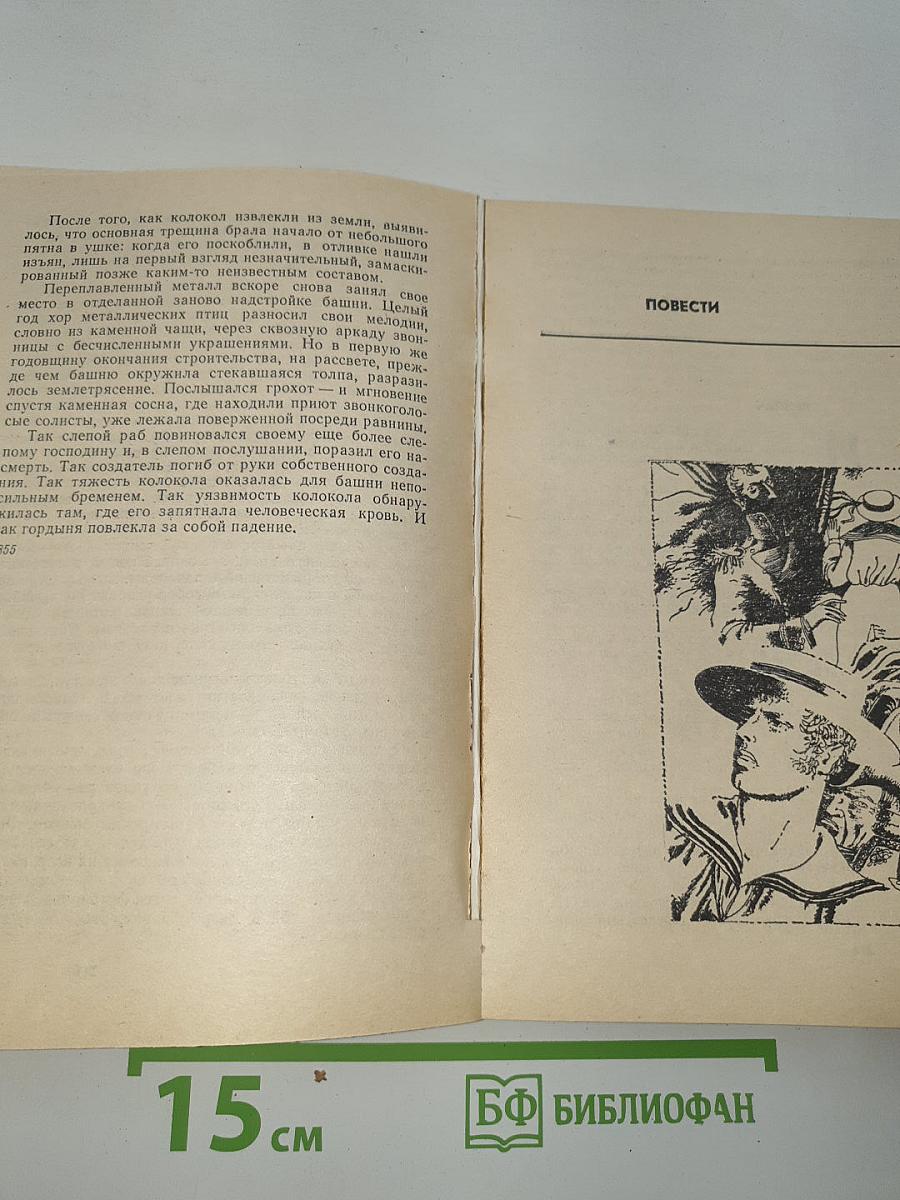 После того, как колокол извлекли из земли, выяви-
лось, что основная трещина брала начало от небольшого
пятна в ушке: когда его поскоблили, в отливке нашли
изъян, лишь на первый взгляд незначительный, замаски-
рованный позже каким-то неизвестным составом.
Переплавленный металл вскоре снова занял свое
место в отделанной заново надстройке башни. Целый
год хор металлических птиц разносил свои мелодии,
словно из каменной чащи, через сквозную аркаду звон-
ницы с бесчисленными украшениями. Но в первую же
годовщину окончания строительства, на рассвете, преж-
де чем башню окружила стекавшаяся толпа, разрази-
лось землетрясение. Послышался грохот — и мгновение
спустя каменная сосна, где находили приют звонкоголо-
сые солисты, уже лежала поверженной посреди равнины.
Так слепой раб повиновался своему еще более сле-
пому господину и, в слепом послушании, поразил его на-
смерть. Так создатель погиб от руки собственного созда-
ния. Так тяжесть колокола оказалась для башни непо-
сильным бременем. Так уязвимость колокола обнару-
жилась там, где его запятнала человеческая кровь. И
ак гордыня повлекла за собой падение.
855
ПОВЕСТИ
15 см
БФ БИБЛИОФАН